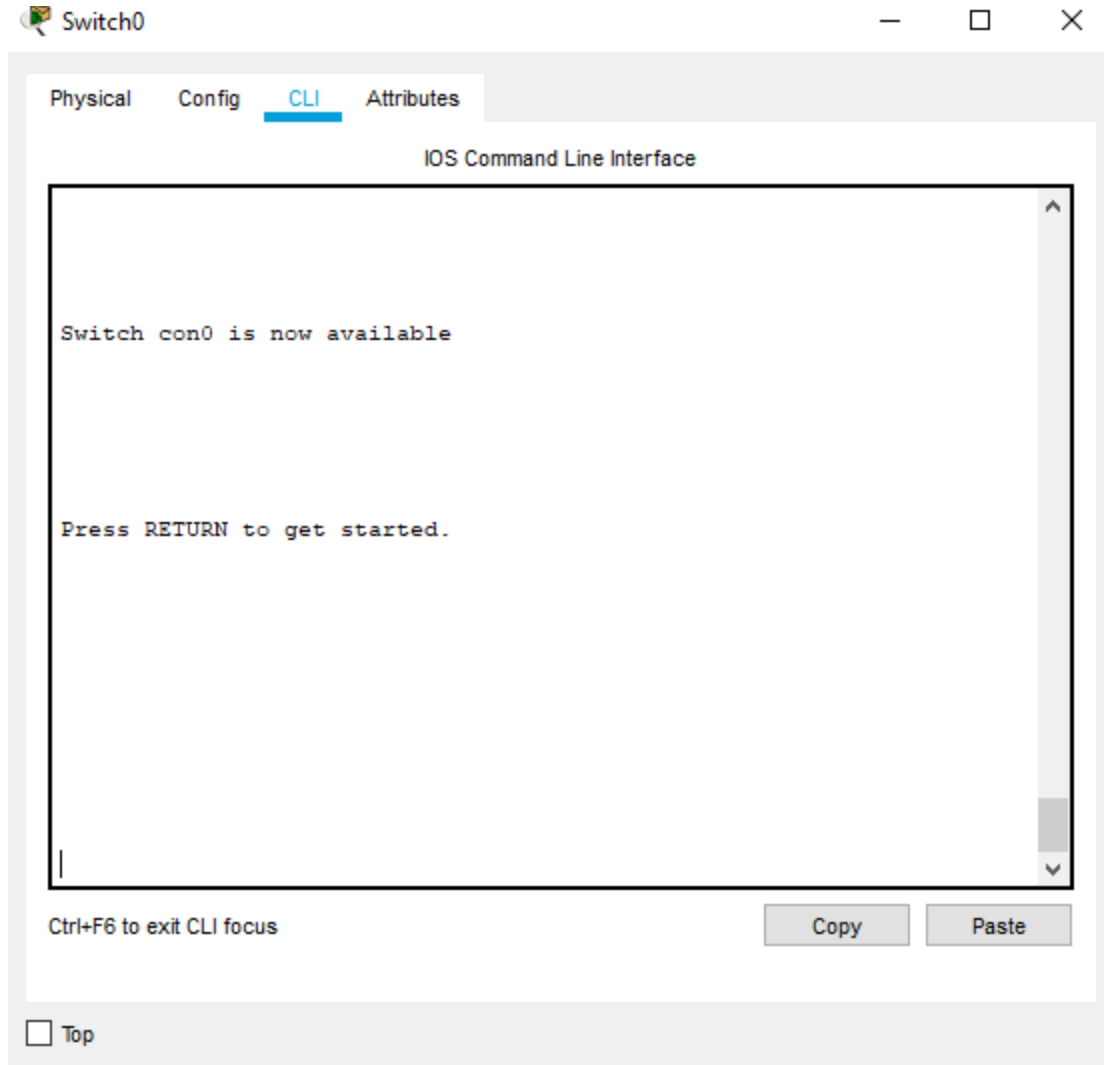 Switch0
Physical Config CLI Attributes
IOS Command Line Interface
Switch con0 is now available
Press RETURN to get started.
Ctrl+F6 to exit CLI focus
Copy Paste
Top